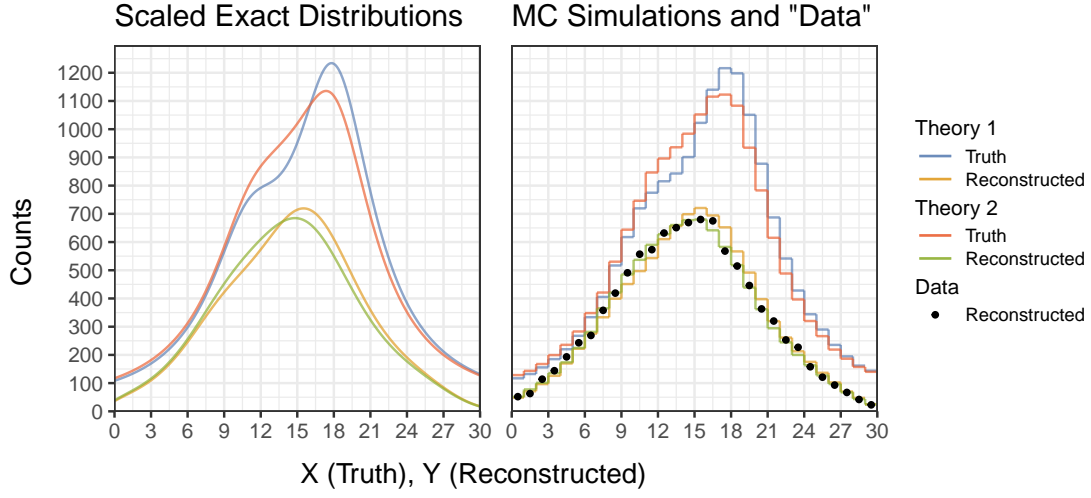 Scaled Exact Distributions
MC Simulations and "Data"
Counts
1200
1100
1000
900
800
700
600
500
400
300
200
100
0
0 3 6 9 12 15 18 21 24 27 30
0 3 6 9 12 15 18 21 24 27 30
X (Truth), Y (Reconstructed)
Theory 1
Truth
Reconstructed
Theory 2
Truth
Reconstructed
Data
Reconstructed